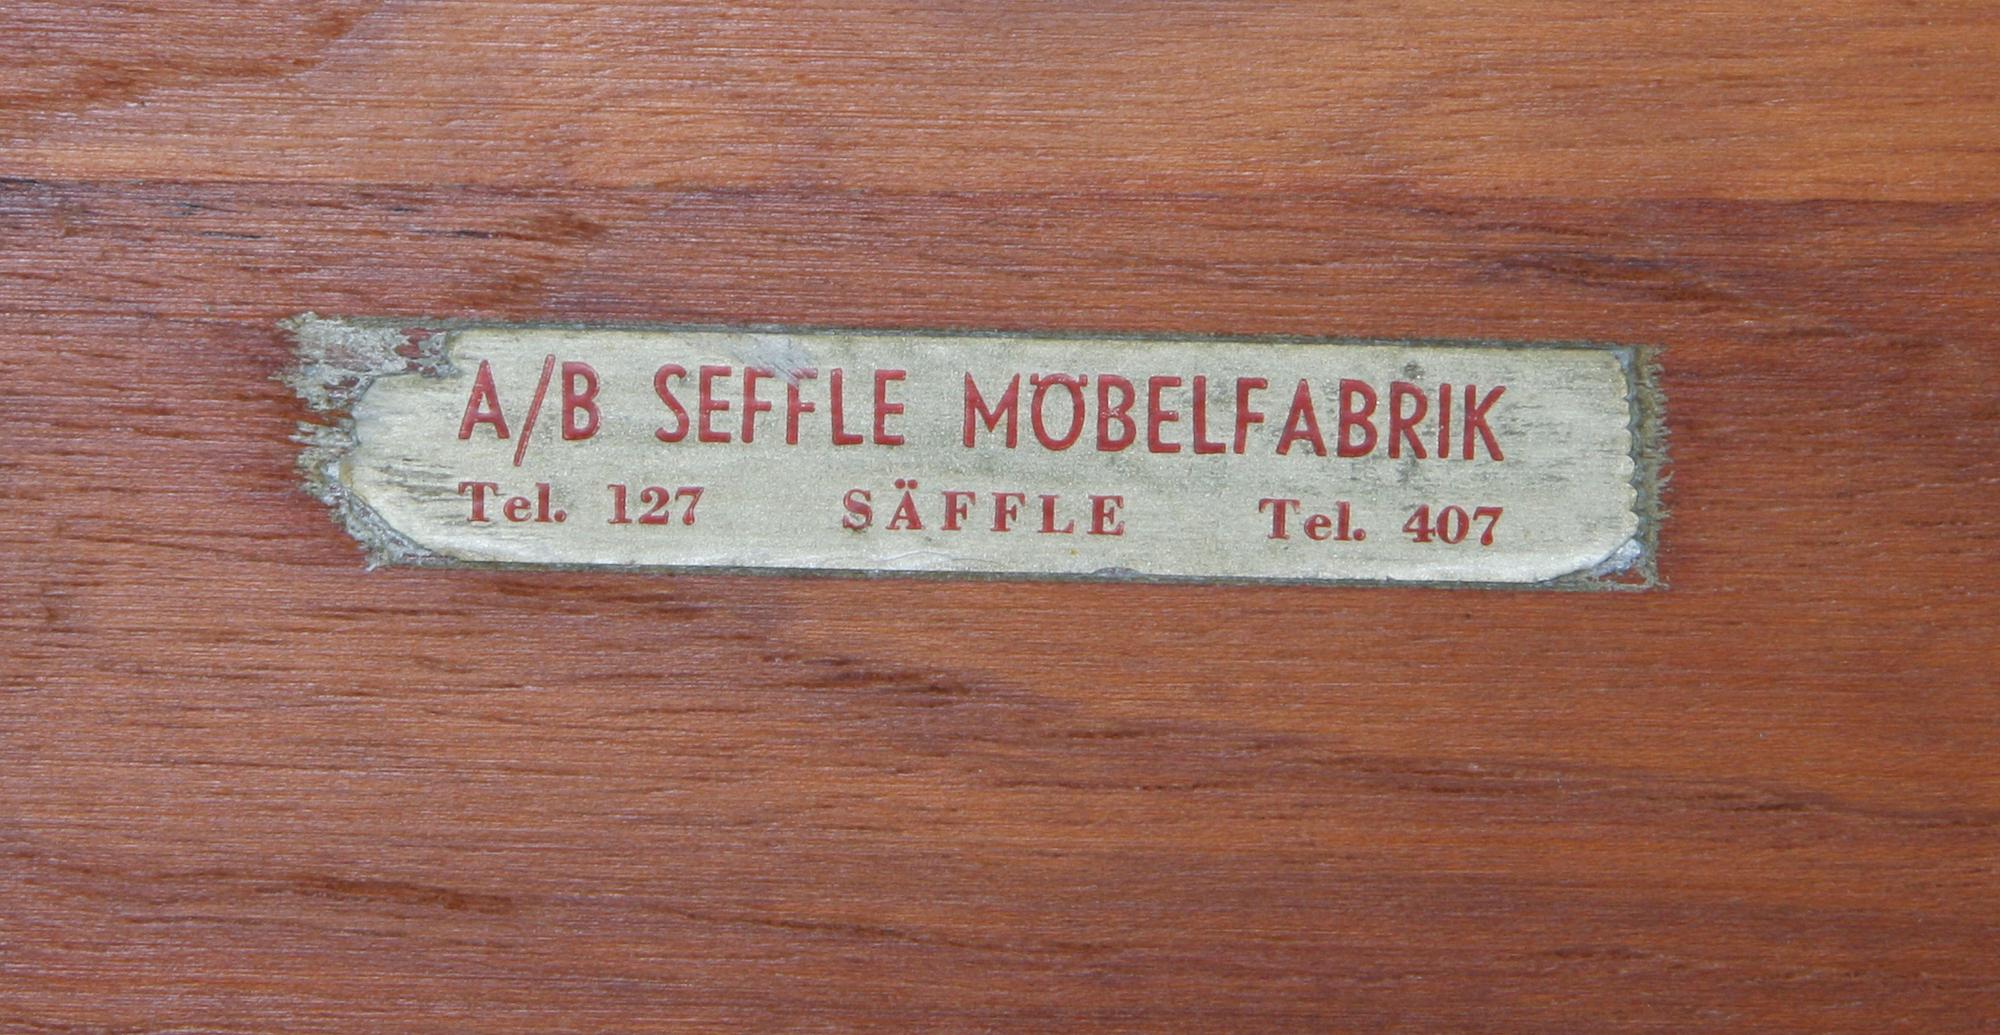 A/B SEFFLE MÖBELFABRIK
Tel. 127 SÄFFLE Tel. 407